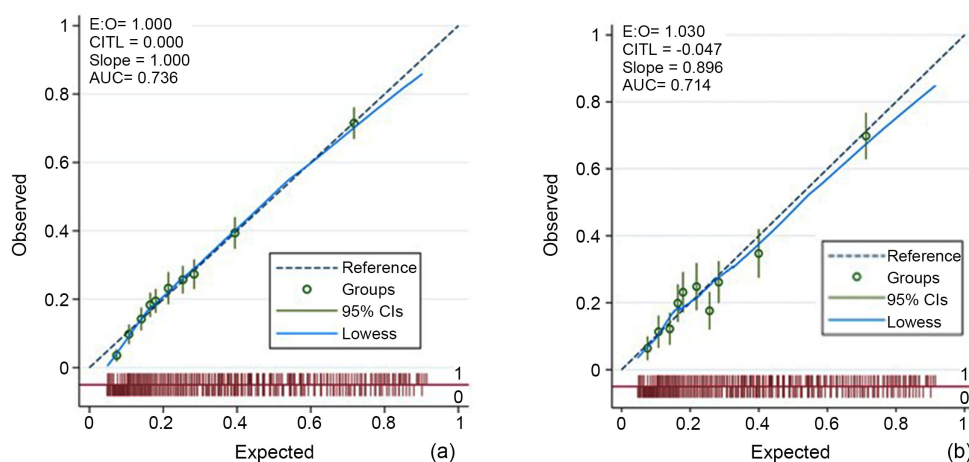 E:O= 1.000
CITL = 0.000
Slope = 1.000
AUC= 0.736
1
0.8
0.6
0.4
0.2
0
Observed
Reference
Groups
95% CIs
Lowess
1
0
0 0.2 0.4 0.6 0.8 1
Expected (a)
E:O= 1.030
CITL = -0.047
Slope = 0.896
AUC= 0.714
1
0.8
0.6
0.4
0.2
0
Observed
Reference
Groups
95% CIs
Lowess
1
0
0 0.2 0.4 0.6 0.8 1
Expected (b)